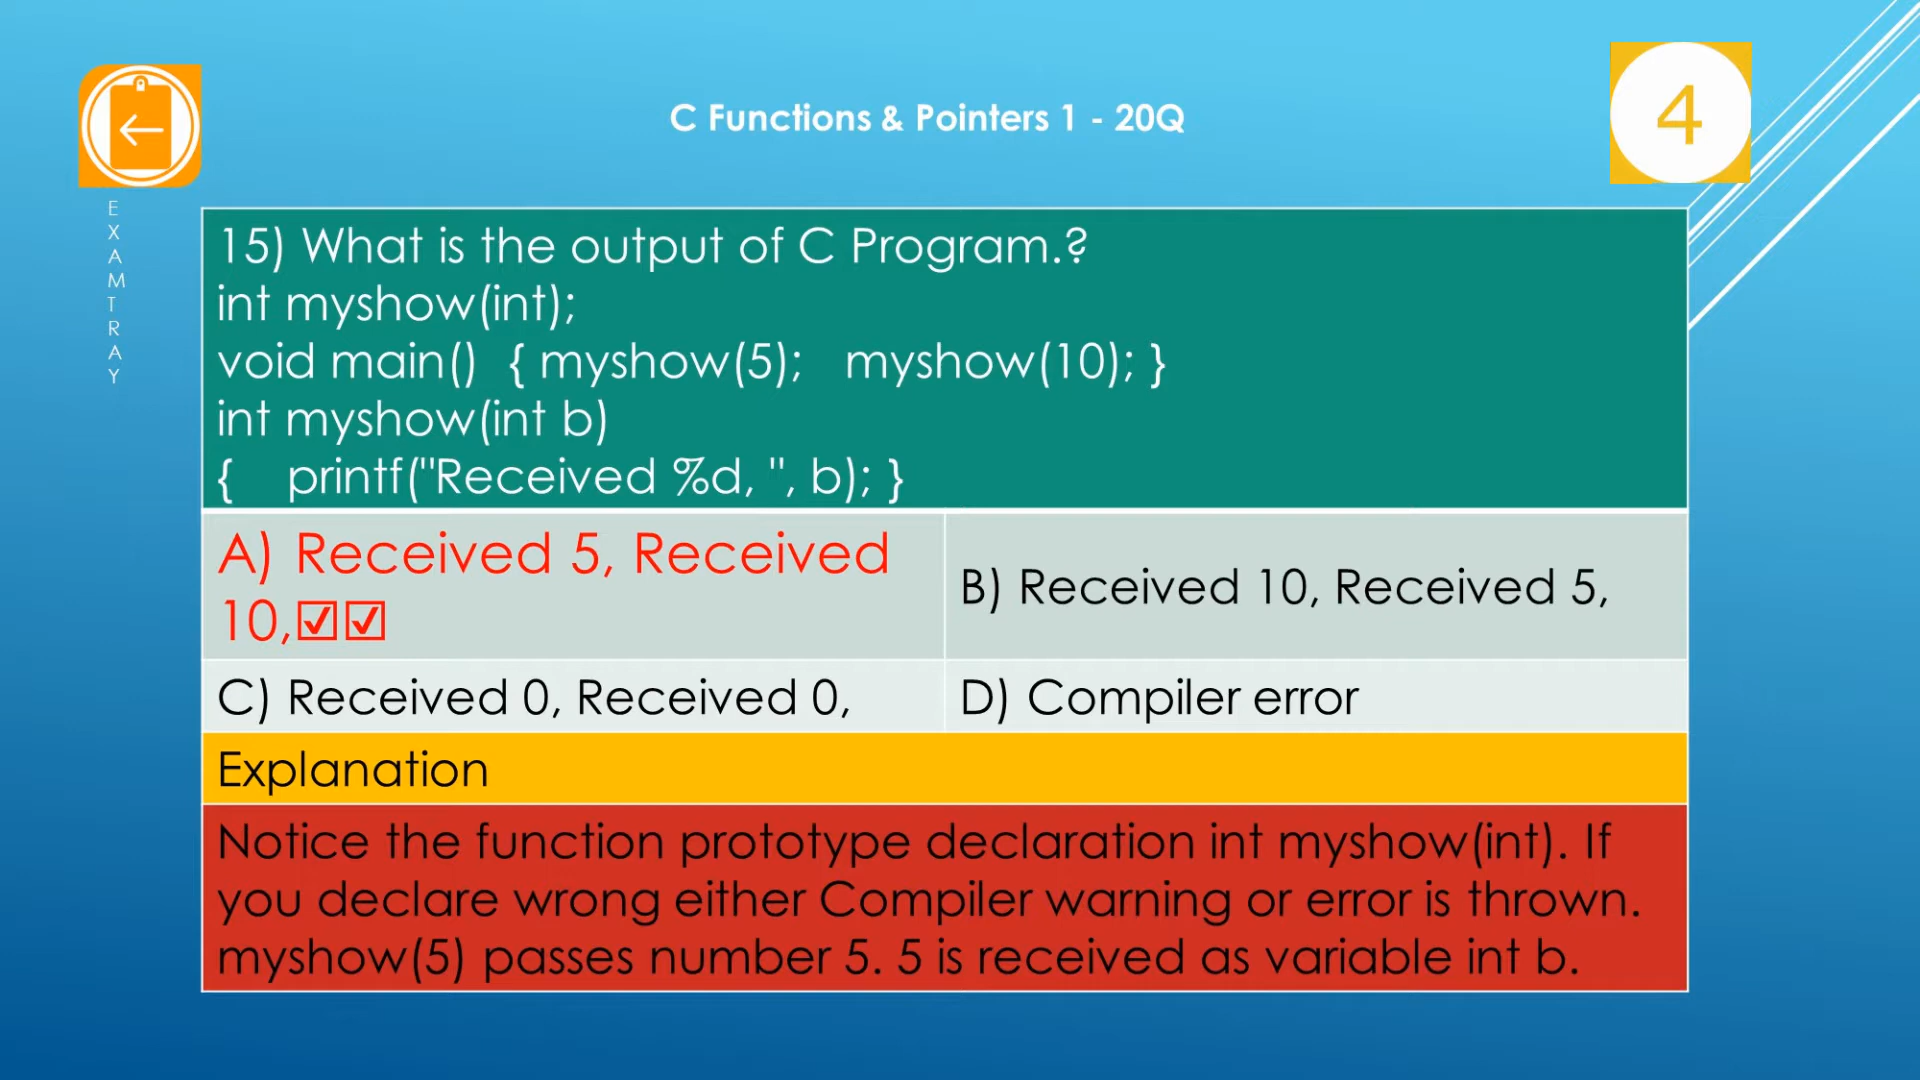 C Functions & Pointers 1 - 20Q
4
E
X
A
M
T
R
A
Y
15) What is the output of C Program.?
int myshow(int);
void main() { myshow(5); myshow(10); }
int myshow(int b)
{ printf("Received %d, ", b); }
A) Received 5, Received
10,☑☑
B) Received 10, Received 5,
C) Received 0, Received 0,
D) Compiler error
Explanation
Notice the function prototype declaration int myshow(int). If
you declare wrong either Compiler warning or error is thrown.
myshow(5) passes number 5. 5 is received as variable int b.